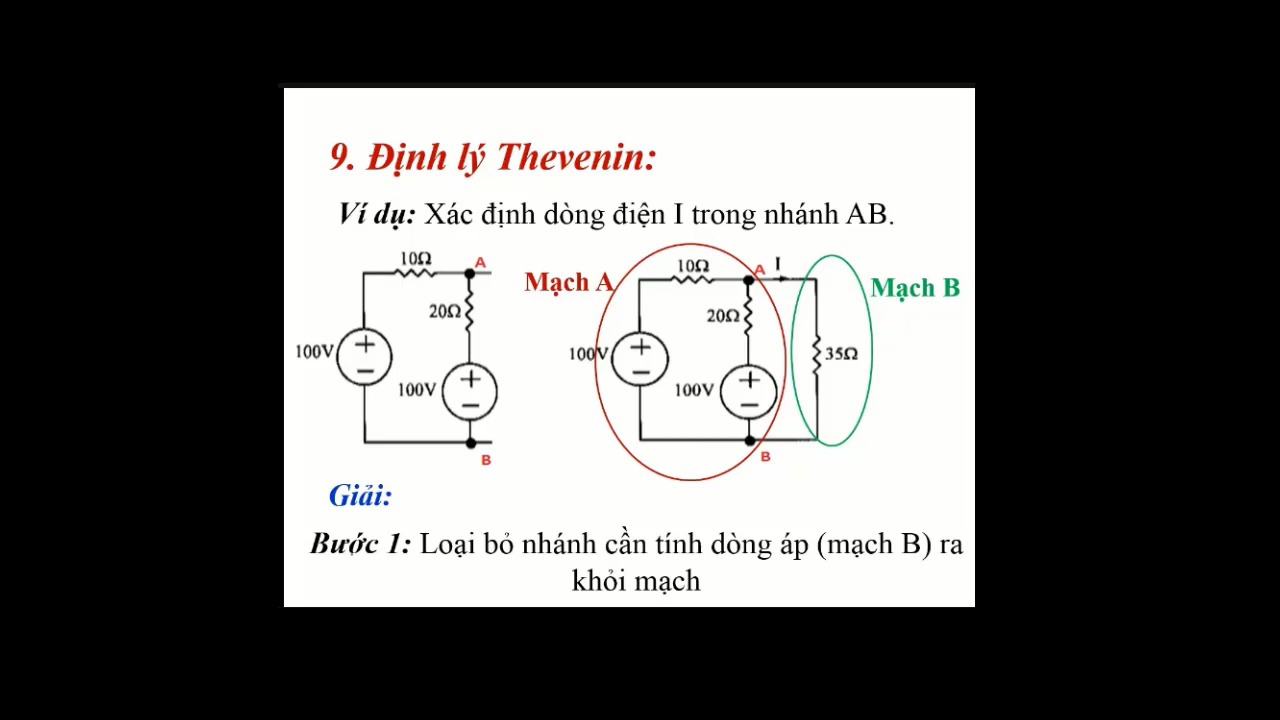 9. Định lý Thevenin:
Ví dụ: Xác định dòng điện I trong nhánh AB.
10Ω
A
20Ω
100V
100V
B
Mạch A
10Ω
A
I
Mạch B
20Ω
100V
35Ω
100V
B
Giải:
Bước 1: Loại bỏ nhánh cần tính dòng áp (mạch B) ra
khỏi mạch